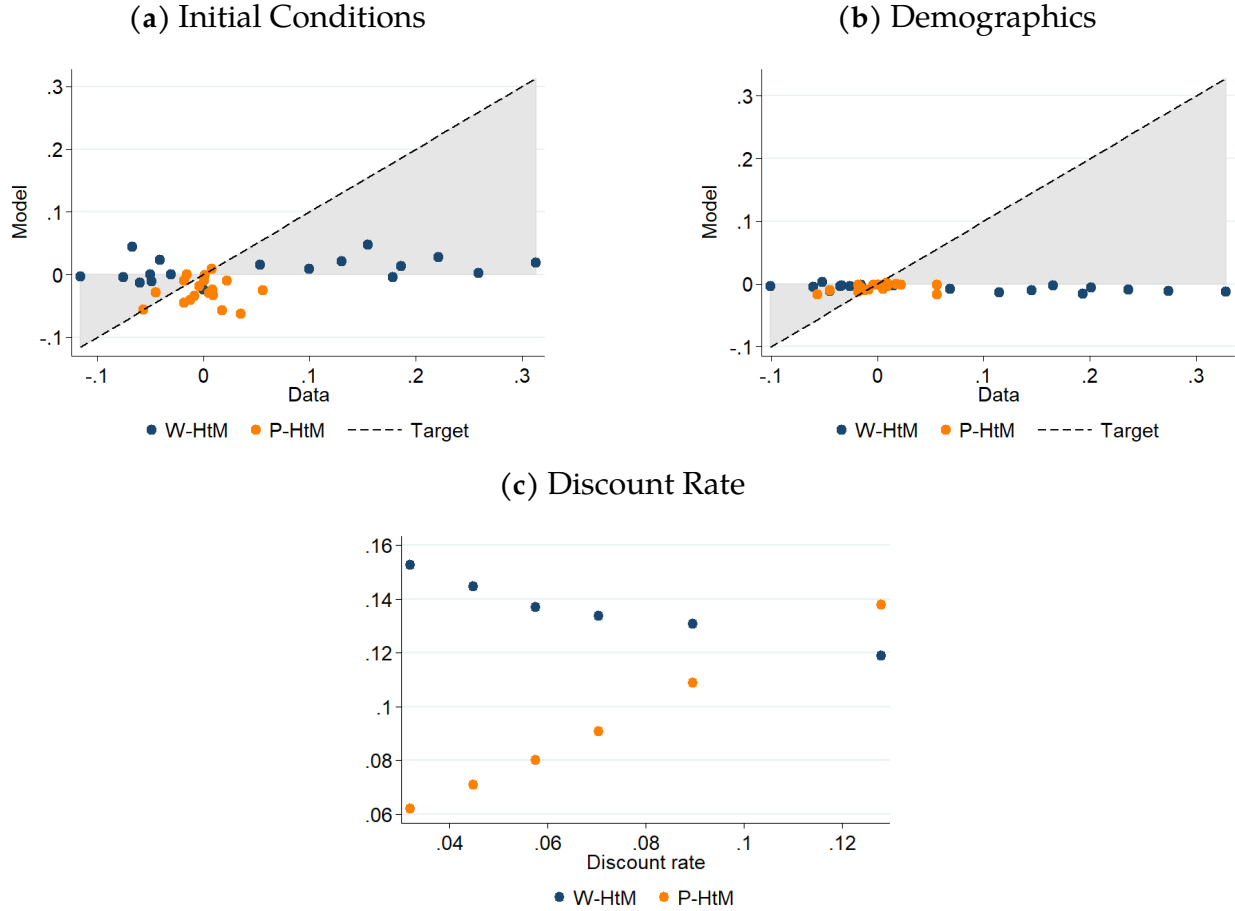 (a) Initial Conditions
.3
.2
.1
0
-.1
Model
-.1 0 .1 .2 .3
Data
W-HtM P-HtM Target
(b) Demographics
.3
.2
.1
0
-.1
Model
-.1 0 .1 .2 .3
Data
W-HtM P-HtM Target
(c) Discount Rate
.16
.14
.12
.1
.08
.06
.04 .06 .08 .1 .12
Discount rate
W-HtM P-HtM